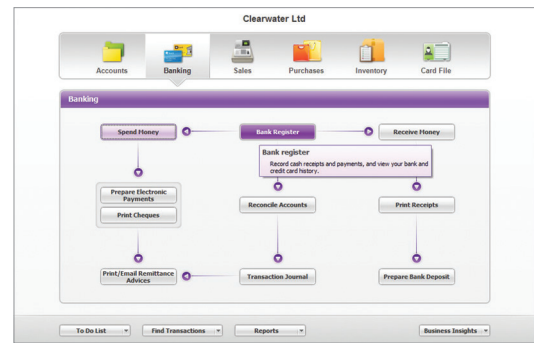 Clearwater Ltd
Accounts
Banking
Sales
Purchases
Inventory
Card File
Banking
Spend Money
Bank Register
Receive Money
Bank register
Record cash receipts and payments, and view your bank and
credit card history.
Prepare Electronic
Payments
Print Cheques
Reconcile Accounts
Print Receipts
Print/Email Remittance
Advices
Transaction Journal
Prepare Bank Deposit
To Do List
Find Transactions
Reports
Business Insights